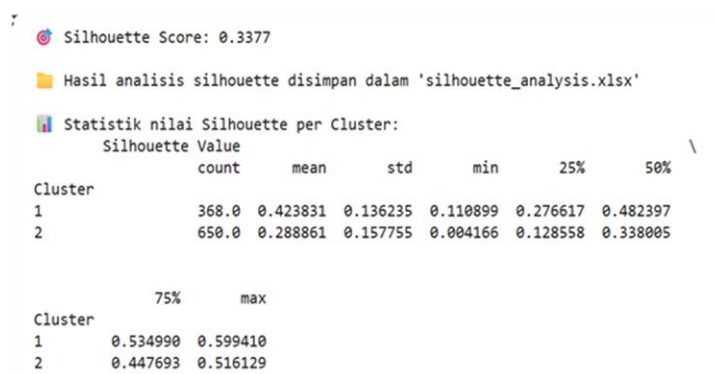 🎯 Silhouette Score: 0.3377
📁 Hasil analisis silhouette disimpan dalam 'silhouette_analysis.xlsx'
📊 Statistik nilai Silhouette per Cluster:
Silhouette Value \
count mean std min 25% 50%
Cluster
1 368.0 0.423831 0.136235 0.110899 0.276617 0.482397
2 650.0 0.288861 0.157755 0.004166 0.128558 0.338005
75% max
Cluster
1 0.534990 0.599410
2 0.447693 0.516129